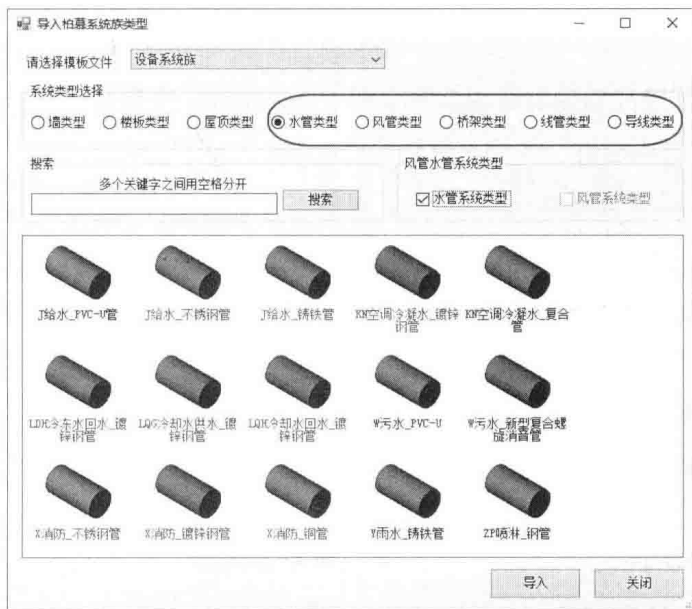 导入柏慕系统族类型
请选择模板文件 设备系统族
系统类型选择
墙类型 楼板类型 屋顶类型 水管类型 风管类型 桥架类型 线管类型 导线类型
搜索 风管水管系统类型
多个关键字之间用空格分开
搜索 水管系统类型 风管系统类型
J给水_PVC-U管 J给水_不锈钢管 J给水_铸铁管 KN空调冷凝水_镀锌 KN空调冷凝水_复合
钢管 管
LDH冷冻水回水_镀 LQG冷却水供水_镀 LQH冷却水回水_镀 W污水_PVC-U W污水_新型复合螺
锌钢管 锌钢管 锌钢管 旋消音管
X消防_不锈钢管 X消防_镀锌钢管 X消防_钢管 Y雨水_铸铁管 ZP喷淋_钢管
导入 关闭